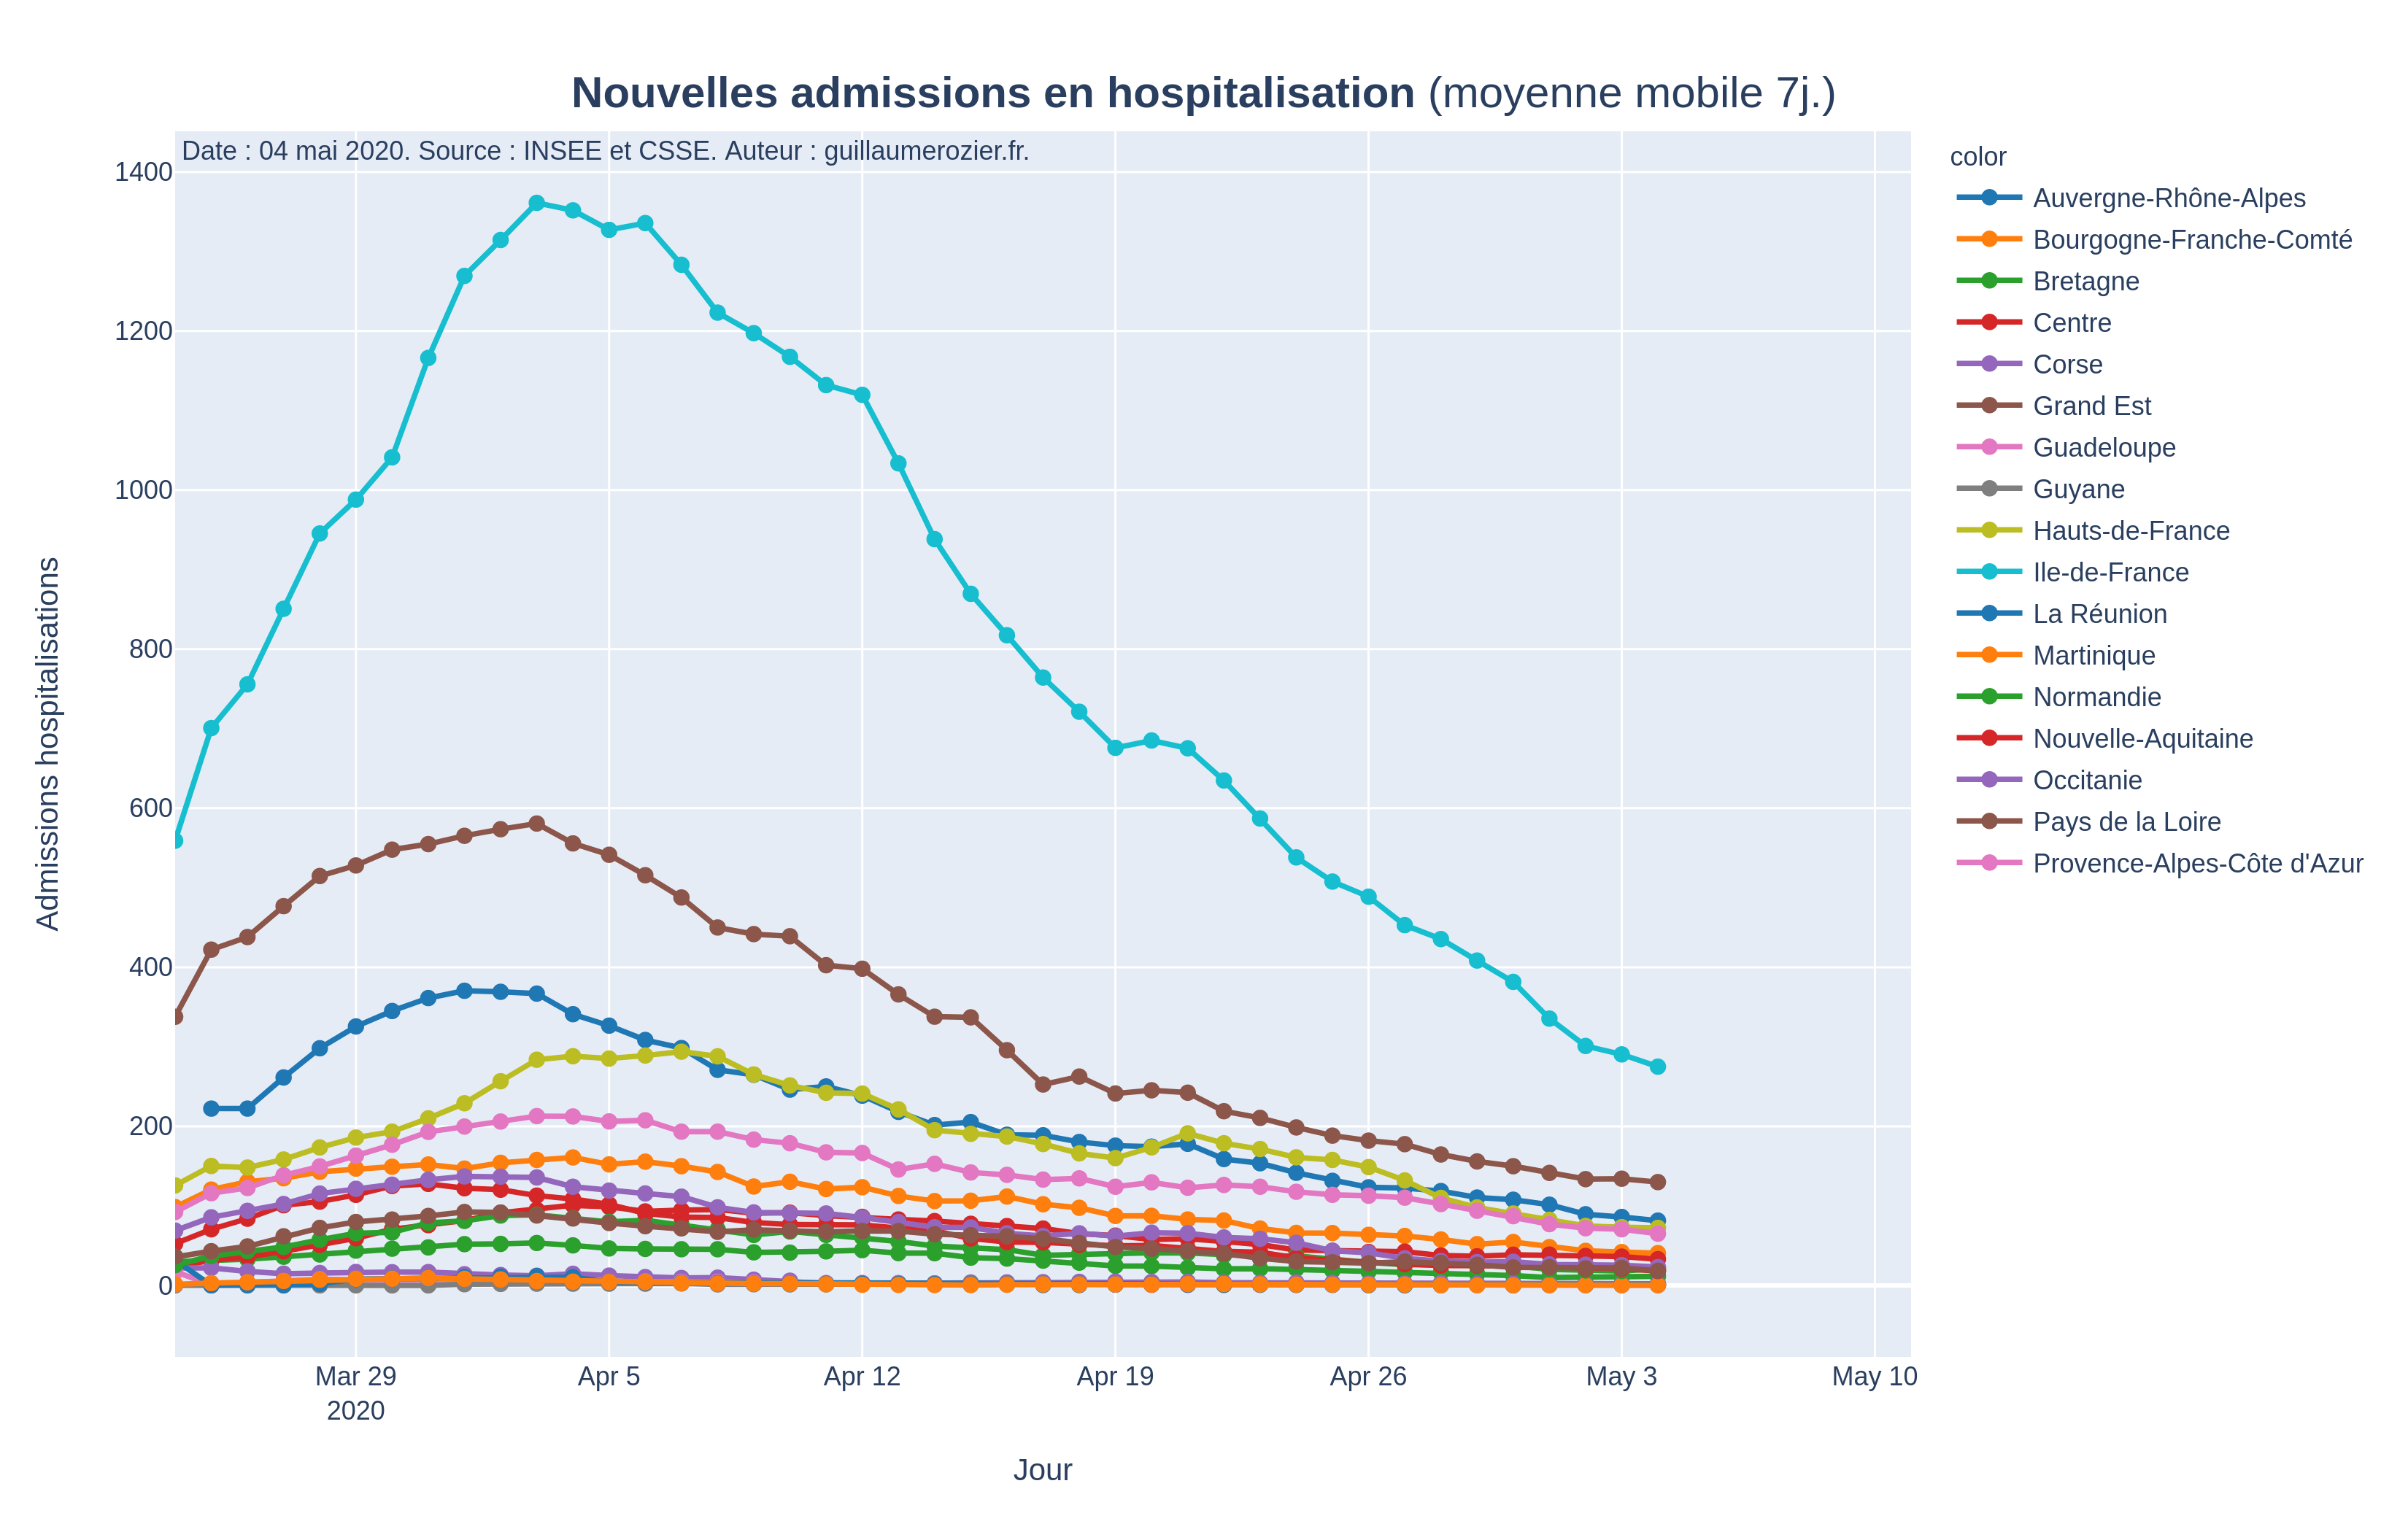 Nouvelles admissions en hospitalisation (moyenne mobile 7j.)
Date : 04 mai 2020. Source : INSEE et CSSE. Auteur : guillaumerozier.fr.
1400
1200
1000
800
600
400
200
0
Admissions hospitalisations
Mar 29
2020
Apr 5
Apr 12
Apr 19
Apr 26
May 3
May 10
Jour
color
Auvergne-Rhône-Alpes
Bourgogne-Franche-Comté
Bretagne
Centre
Corse
Grand Est
Guadeloupe
Guyane
Hauts-de-France
Ile-de-France
La Réunion
Martinique
Normandie
Nouvelle-Aquitaine
Occitanie
Pays de la Loire
Provence-Alpes-Côte d'Azur